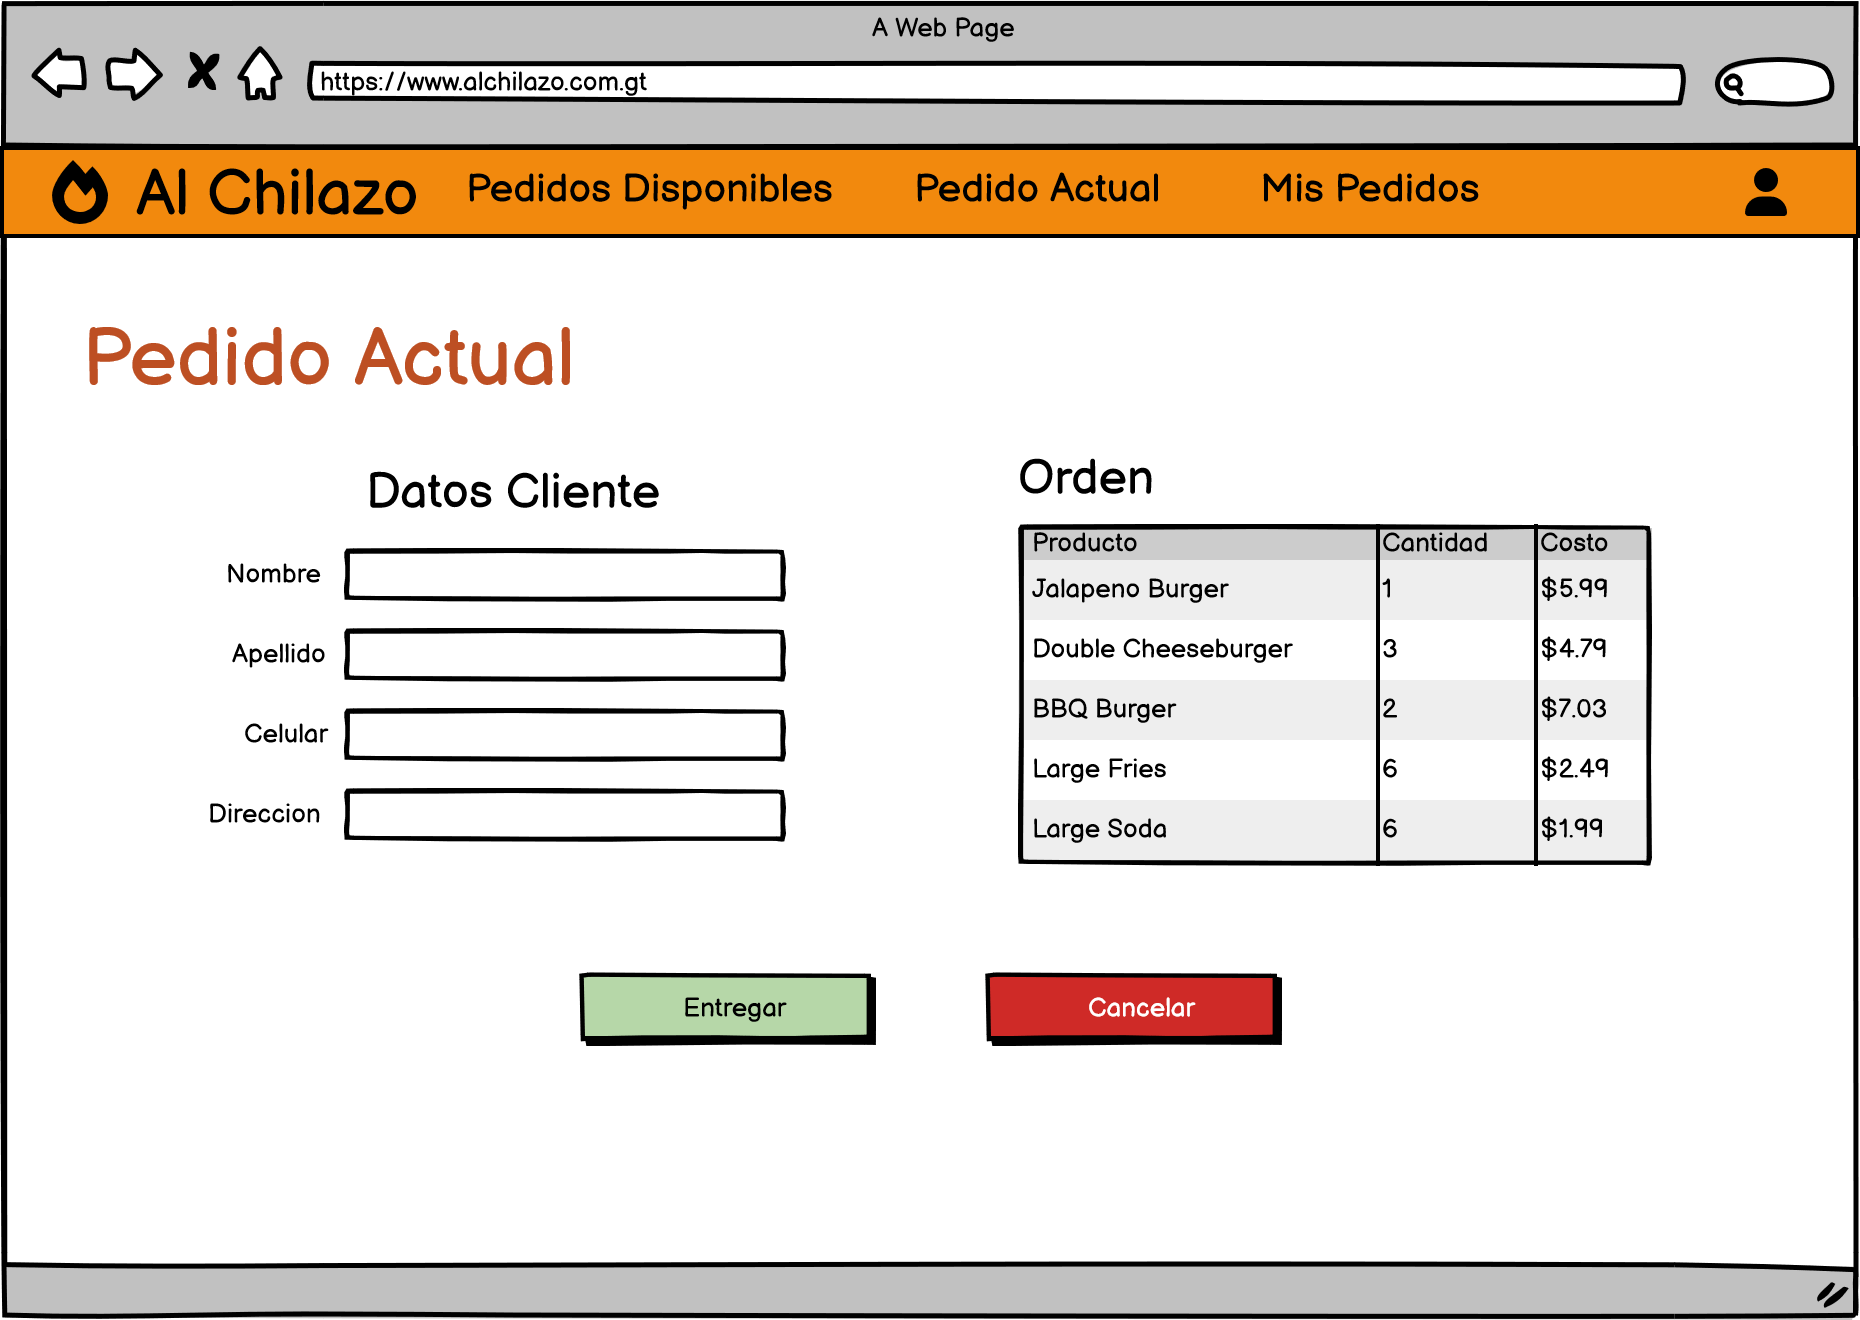 A Web Page
https://www.alchilazo.com.gt
Al Chilazo Pedidos Disponibles Pedido Actual Mis Pedidos
Pedido Actual
Datos Cliente
Nombre
Apellido
Celular
Direccion
Orden
Producto Cantidad Costo
Jalapeno Burger 1 $5.99
Double Cheeseburger 3 $4.79
BBQ Burger 2 $7.03
Large Fries 6 $2.49
Large Soda 6 $1.99
Entregar Cancelar